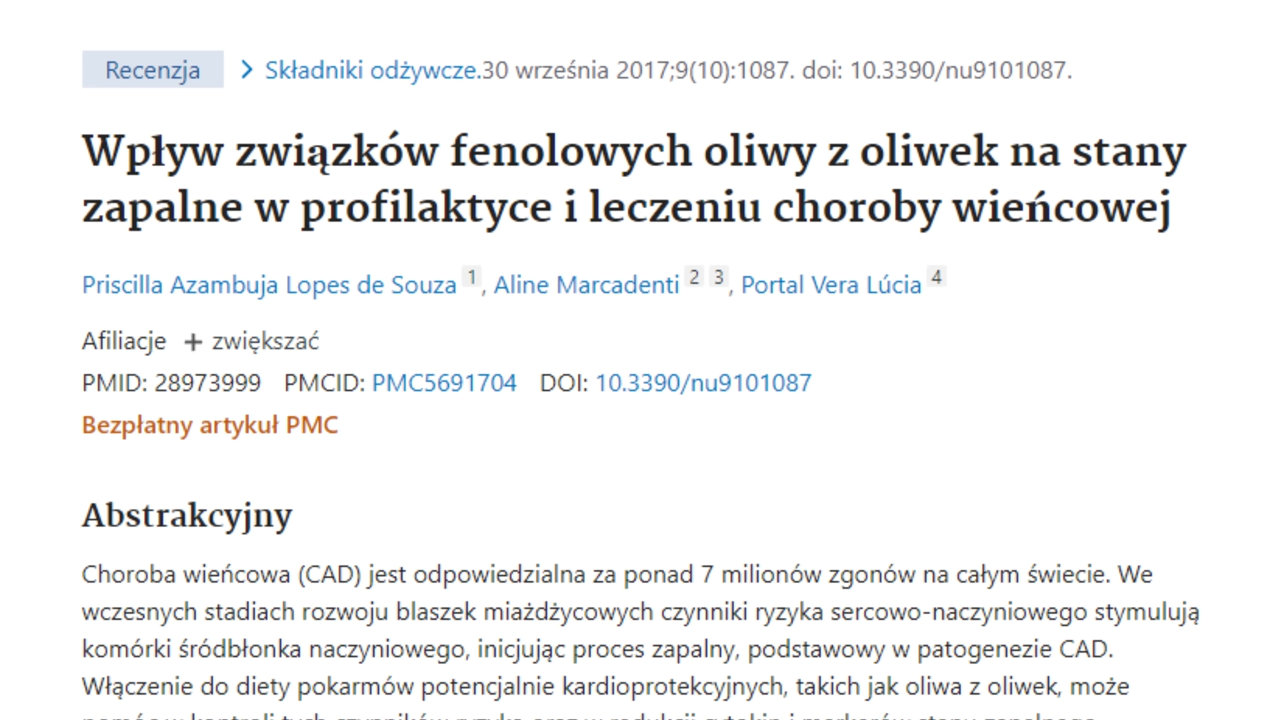 Recenzja > Składniki odżywcze.30 września 2017;9(10):1087. doi: 10.3390/nu9101087.
Wpływ związków fenolowych oliwy z oliwek na stany
zapalne w profilaktyce i leczeniu choroby wieńcowej
Priscilla Azambuja Lopes de Souza 1, Aline Marcadenti 2 3, Portal Vera Lúcia 4
Afiliacje + zwiększać
PMID: 28973999 PMCID: PMC5691704 DOI: 10.3390/nu9101087
Bezpłatny artykuł PMC
Abstrakcyjny
Choroba wieńcowa (CAD) jest odpowiedzialna za ponad 7 milionów zgonów na całym świecie. We
wczesnych stadiach rozwoju blaszek miażdżycowych czynniki ryzyka sercowo-naczyniowego stymulują
komórki śródbłonka naczyniowego, inicjując proces zapalny, podstawowy w patogenezie CAD.
Włączenie do diety pokarmów potencjalnie kardioprotekcyjnych, takich jak oliwa z oliwek, może